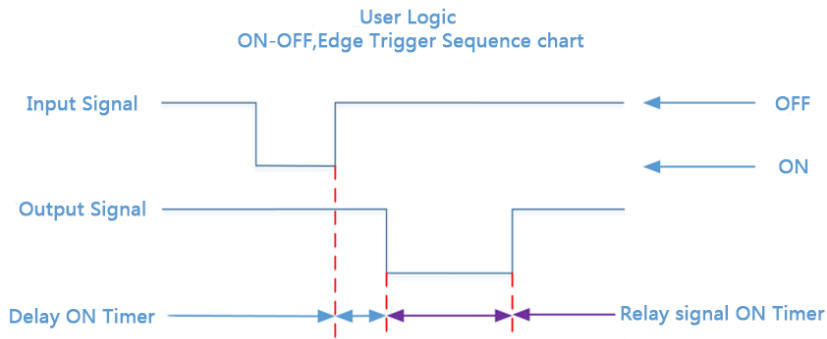 User Logic
ON-OFF,Edge Trigger Sequence chart
Input Signal
OFF
ON
Output Signal
Delay ON Timer
Relay signal ON Timer